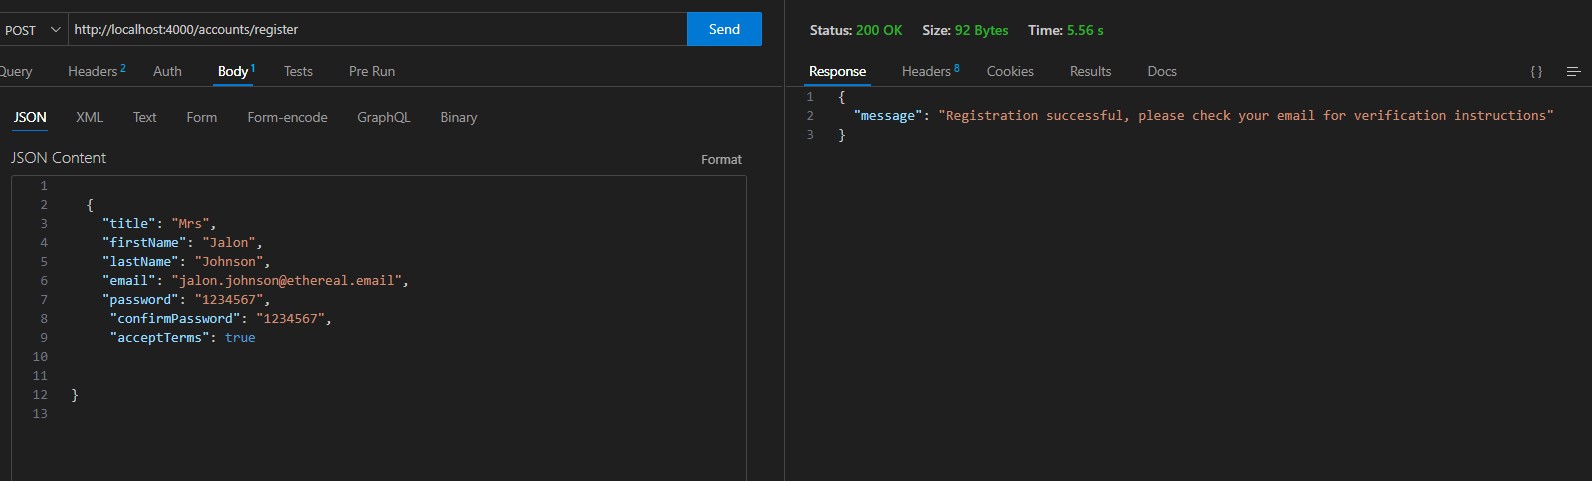 POST http://localhost:4000/accounts/register Send
Query Headers 2 Auth Body 1 Tests Pre Run
JSON XML Text Form Form-encode GraphQL Binary
JSON Content Format
1
2 {
3 "title": "Mrs",
4 "firstName": "Jalon",
5 "lastName": "Johnson",
6 "email": "jalon.johnson@ethereal.email",
7 "password": "1234567",
8 "confirmPassword": "1234567",
9 "acceptTerms": true
10
11
12 }
13
Status: 200 OK Size: 92 Bytes Time: 5.56 s
Response Headers 8 Cookies Results Docs { }
1 {
2 "message": "Registration successful, please check your email for verification instructions"
3 }